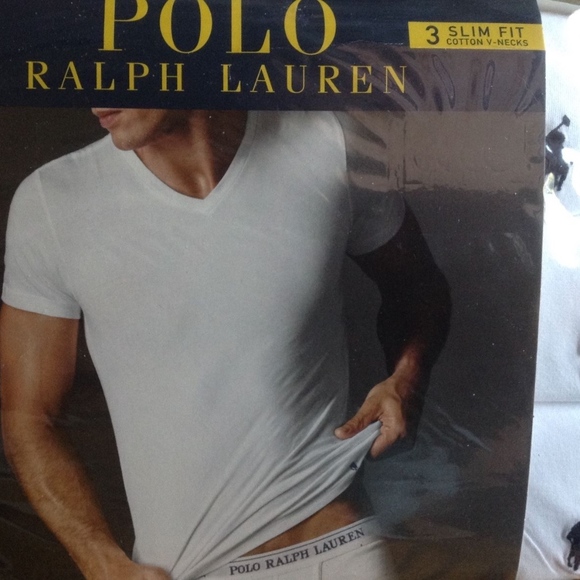 POLO
3 SLIM FIT
COTTON V-NECKS
RALPH LAUREN
POLO RALPH LAUREN